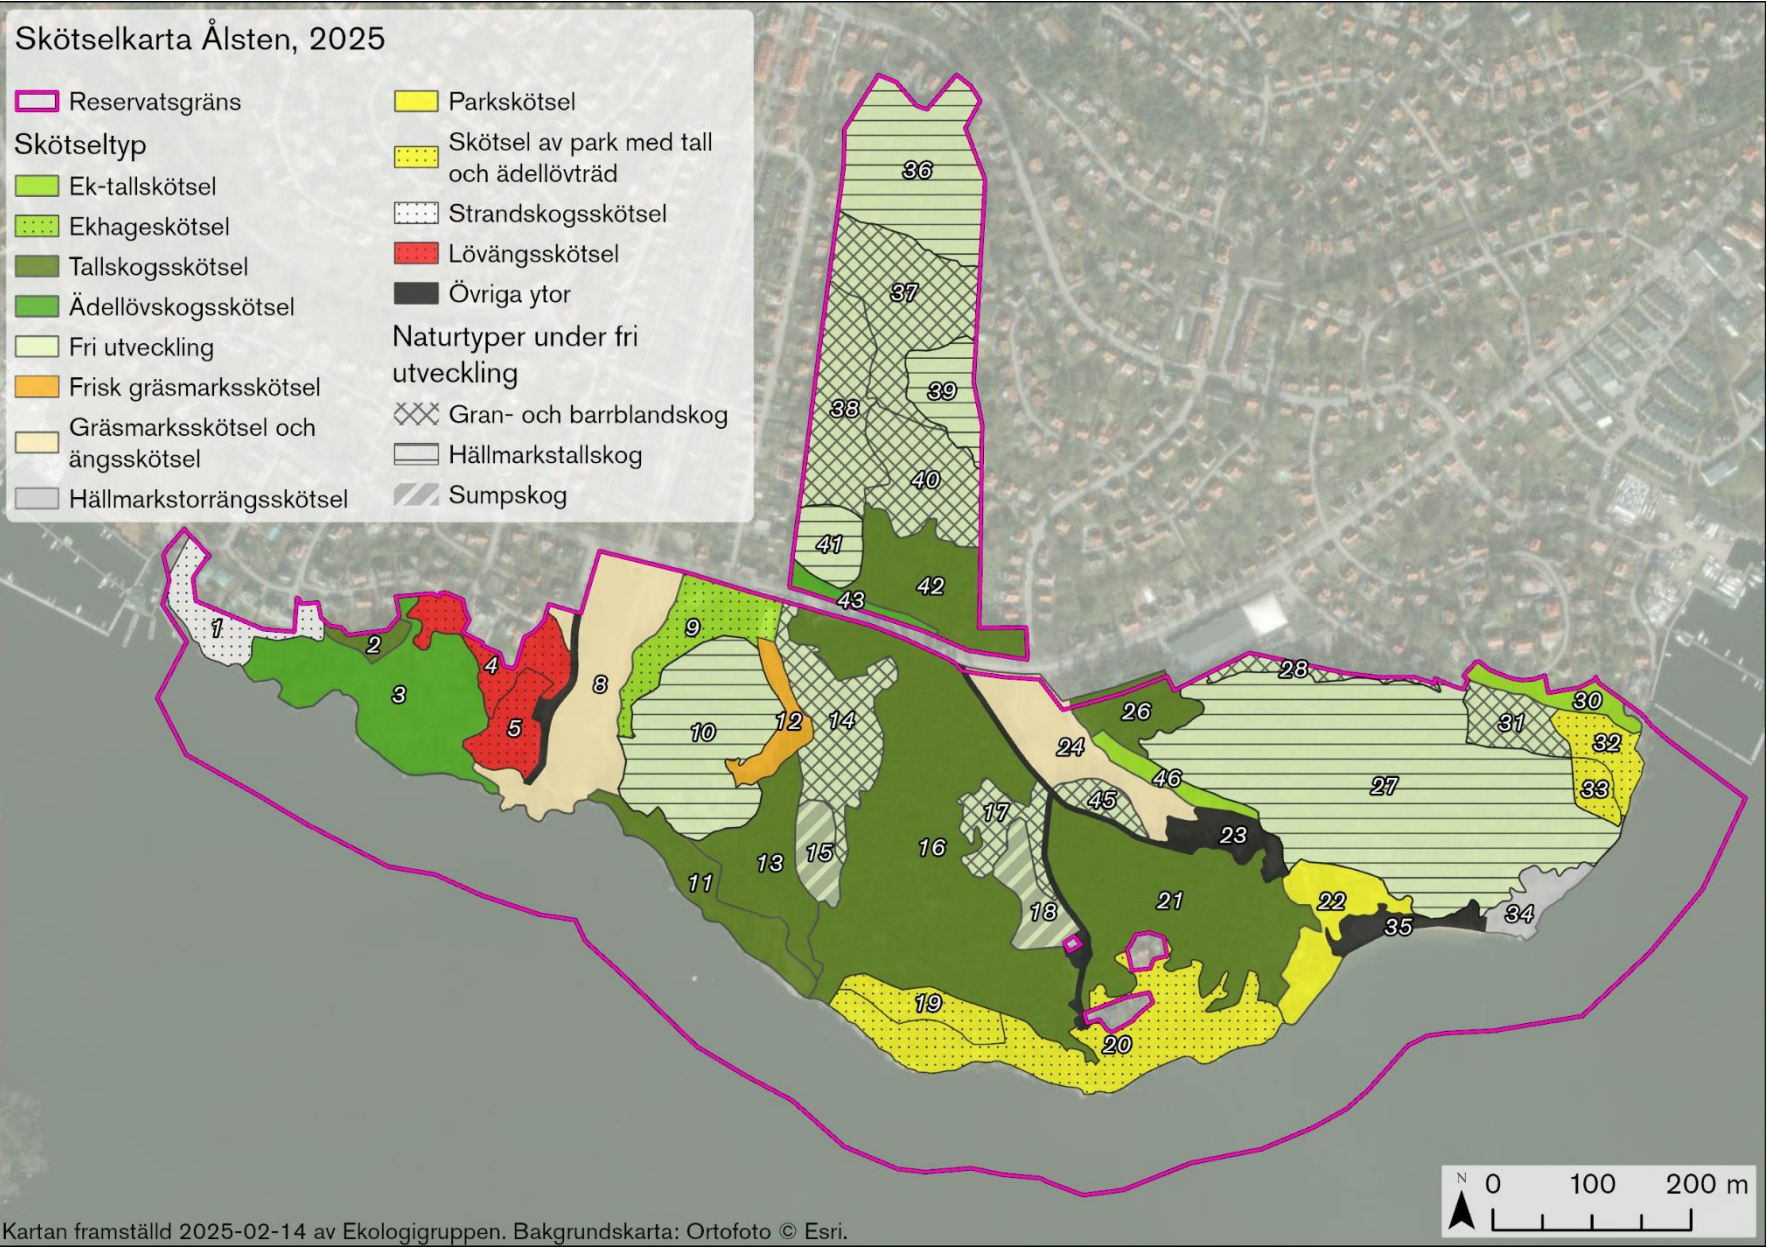 Skötselkarta Ålsten, 2025
Reservatsgräns
Skötseltyp
Ek-tallskötsel
Ekhageskötsel
Tallskogsskötsel
Ädellövskogsskötsel
Fri utveckling
Frisk gräsmarksskötsel
Gräsmarksskötsel och
ängsskötsel
Hällmarkstorrängsskötsel
Parkskötsel
Skötsel av park med tall
och ädellövträd
Strandskogsskötsel
Lövängsskötsel
Övriga ytor
Naturtyper under fri
utveckling
Gran- och barrblandskog
Hällmarkstallskog
Sumpskog
36
37
39
38
40
41
42
43
1
2
3
4
5
8
9
10
12
14
13
15
11
16
17
18
19
20
21
22
23
24
26
46
45
27
28
30
31
32
33
34
35
N
0 100 200 m
Kartan framställd 2025-02-14 av Ekologigruppen. Bakgrundskarta: Ortofoto © Esri.